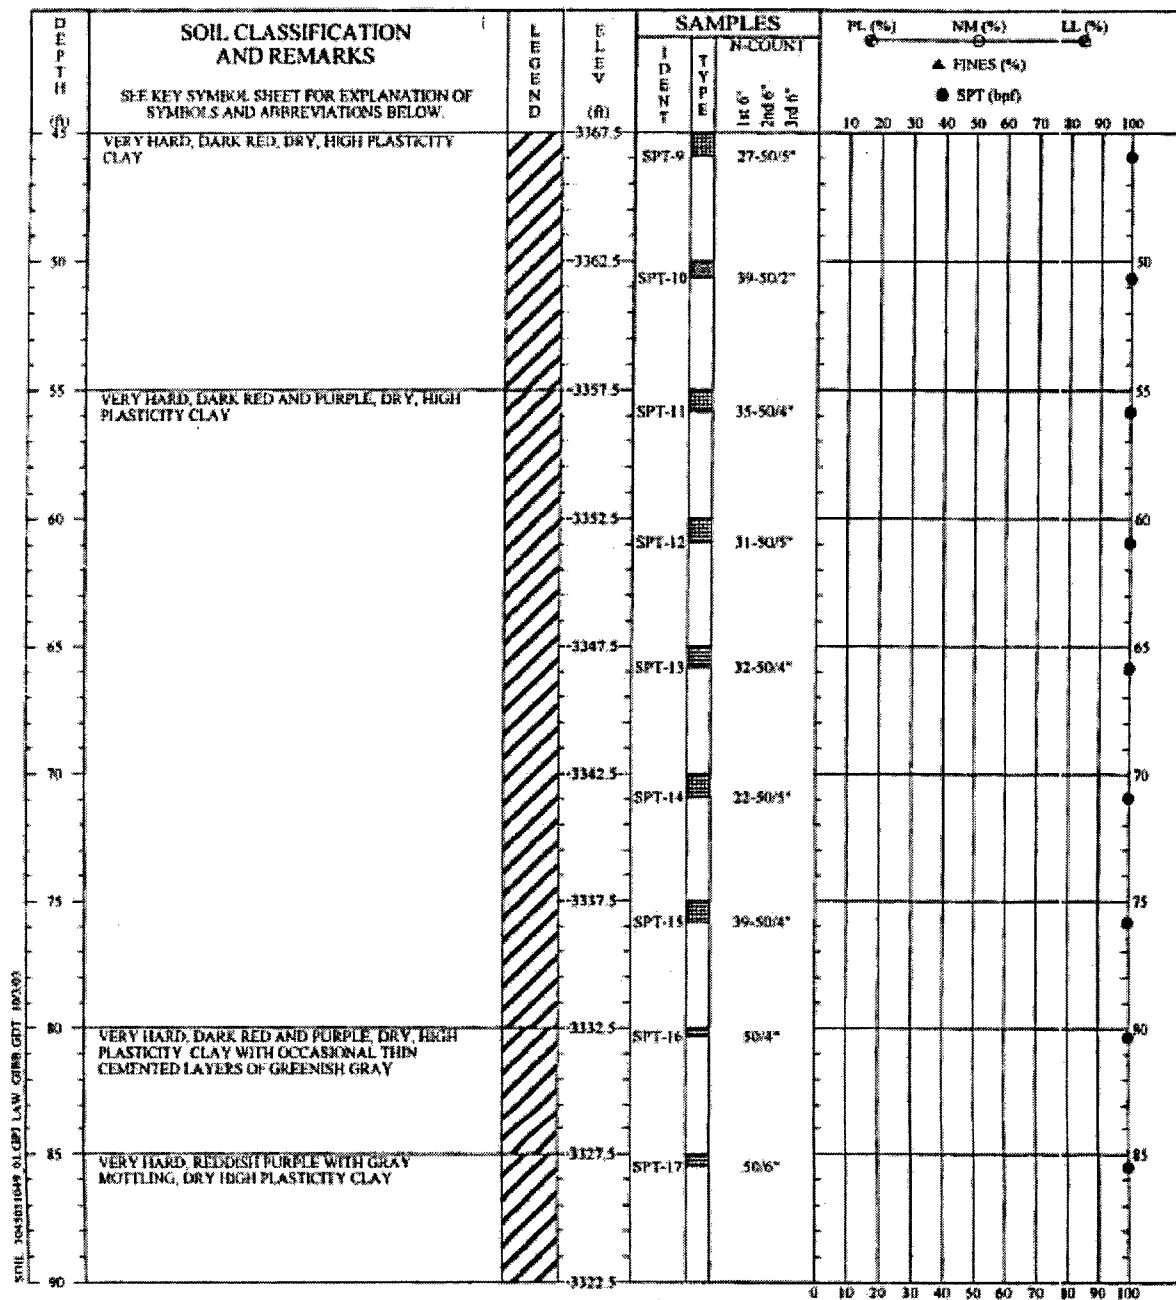 DEPTH
(ft)
SOIL CLASSIFICATION
AND REMARKS
SEE KEY SYMBOL SHEET FOR EXPLANATION OF
SYMBOLS AND ABBREVIATIONS BELOW.
LEGEND
ELEV
(ft)
SAMPLES
IDENT
TYPE
N-COUNT
1st 6"
2nd 6"
3rd 6"
PL (%) NM (%) LL (%)
▲ FINES (%)
● SPT (bpf)
10 20 30 40 50 60 70 80 90 100
45 3367.5
VERY HARD, DARK RED, DRY, HIGH PLASTICITY
CLAY
SPT-9 27-50/5"
50 3362.5 50
SPT-10 39-50/2"
55 3357.5 55
VERY HARD, DARK RED AND PURPLE, DRY, HIGH
PLASTICITY CLAY
SPT-11 35-50/4"
60 3352.5 60
SPT-12 31-50/5"
65 3347.5 65
SPT-13 32-50/4"
70 3342.5 70
SPT-14 22-50/5"
75 3337.5 75
SPT-15 39-50/4"
80 3332.5 80
VERY HARD, DARK RED AND PURPLE, DRY, HIGH
PLASTICITY CLAY WITH OCCASIONAL THIN
CEMENTED LAYERS OF GREENISH GRAY
SPT-16 50/4"
85 3327.5 85
VERY HARD, REDDISH PURPLE WITH GRAY
MOTTLING, DRY HIGH PLASTICITY CLAY
SPT-17 50/6"
90 3322.5
0 10 20 30 40 50 60 70 80 90 100
SOIL LAW GIBB.GDT 10/3/03